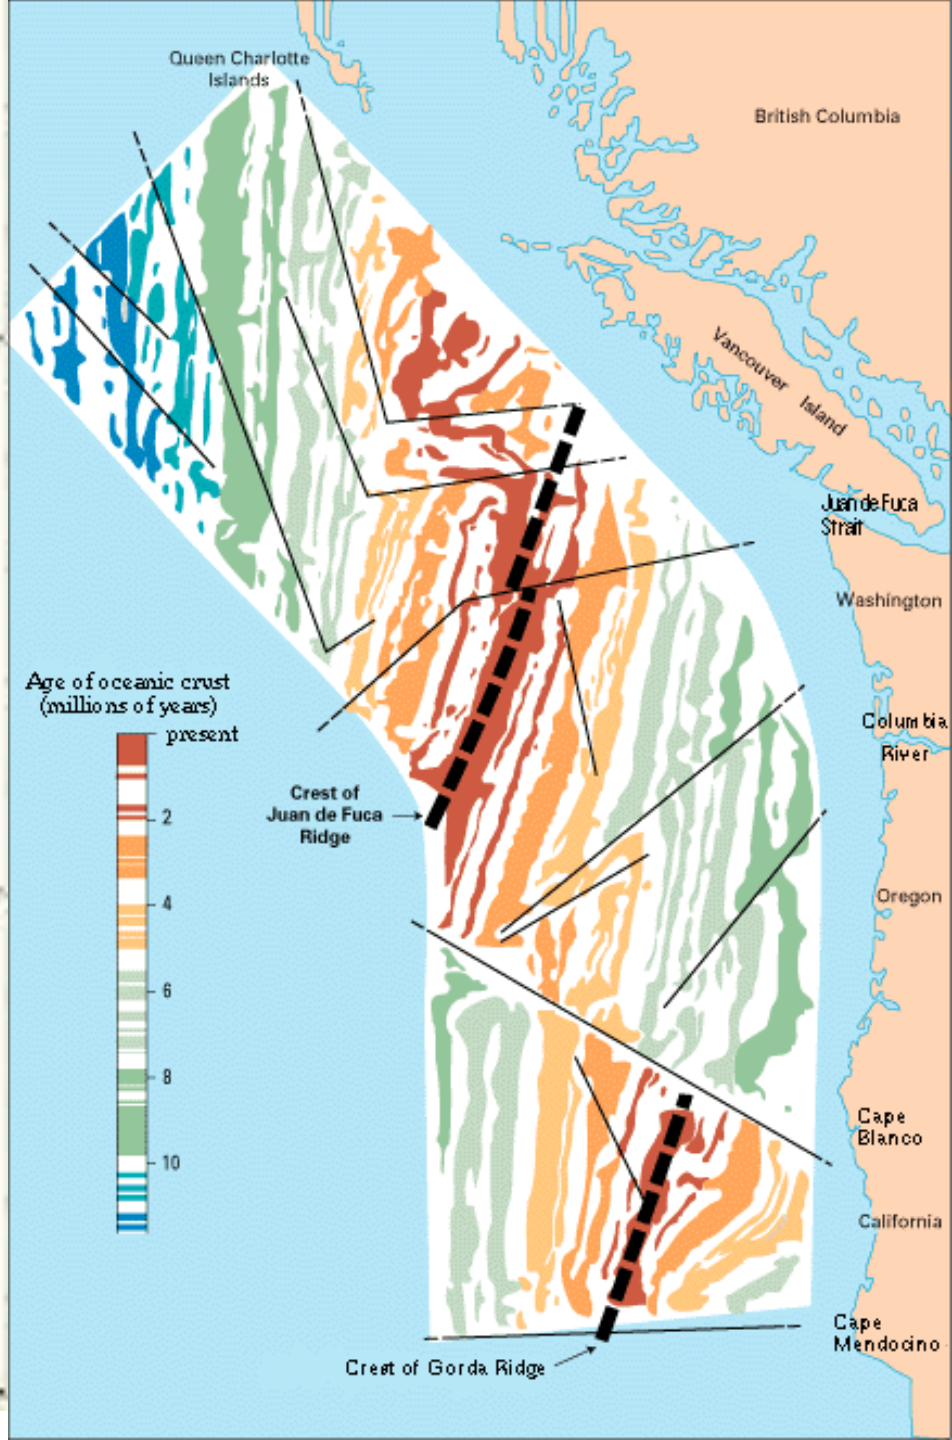 Queen Charlotte
Islands
British Columbia
Vancouver Island
Juan de Fuca
Strait
Washington
Age of oceanic crust
(millions of years)
present
2
4
6
8
10
Columbia
River
Crest of
Juan de Fuca
Ridge
Oregon
Cape
Blanco
California
Cape
Mendocino
Crest of Gorda Ridge